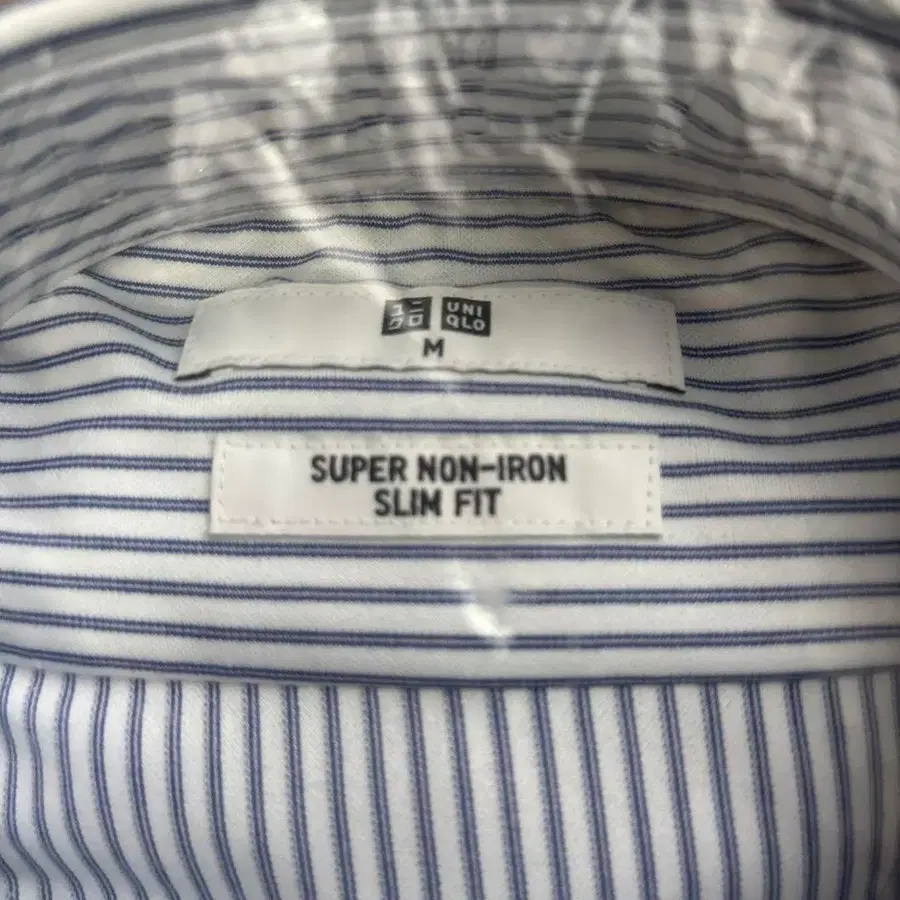 ユニ UNI
クロ QLO
M
SUPER NON-IRON
SLIM FIT